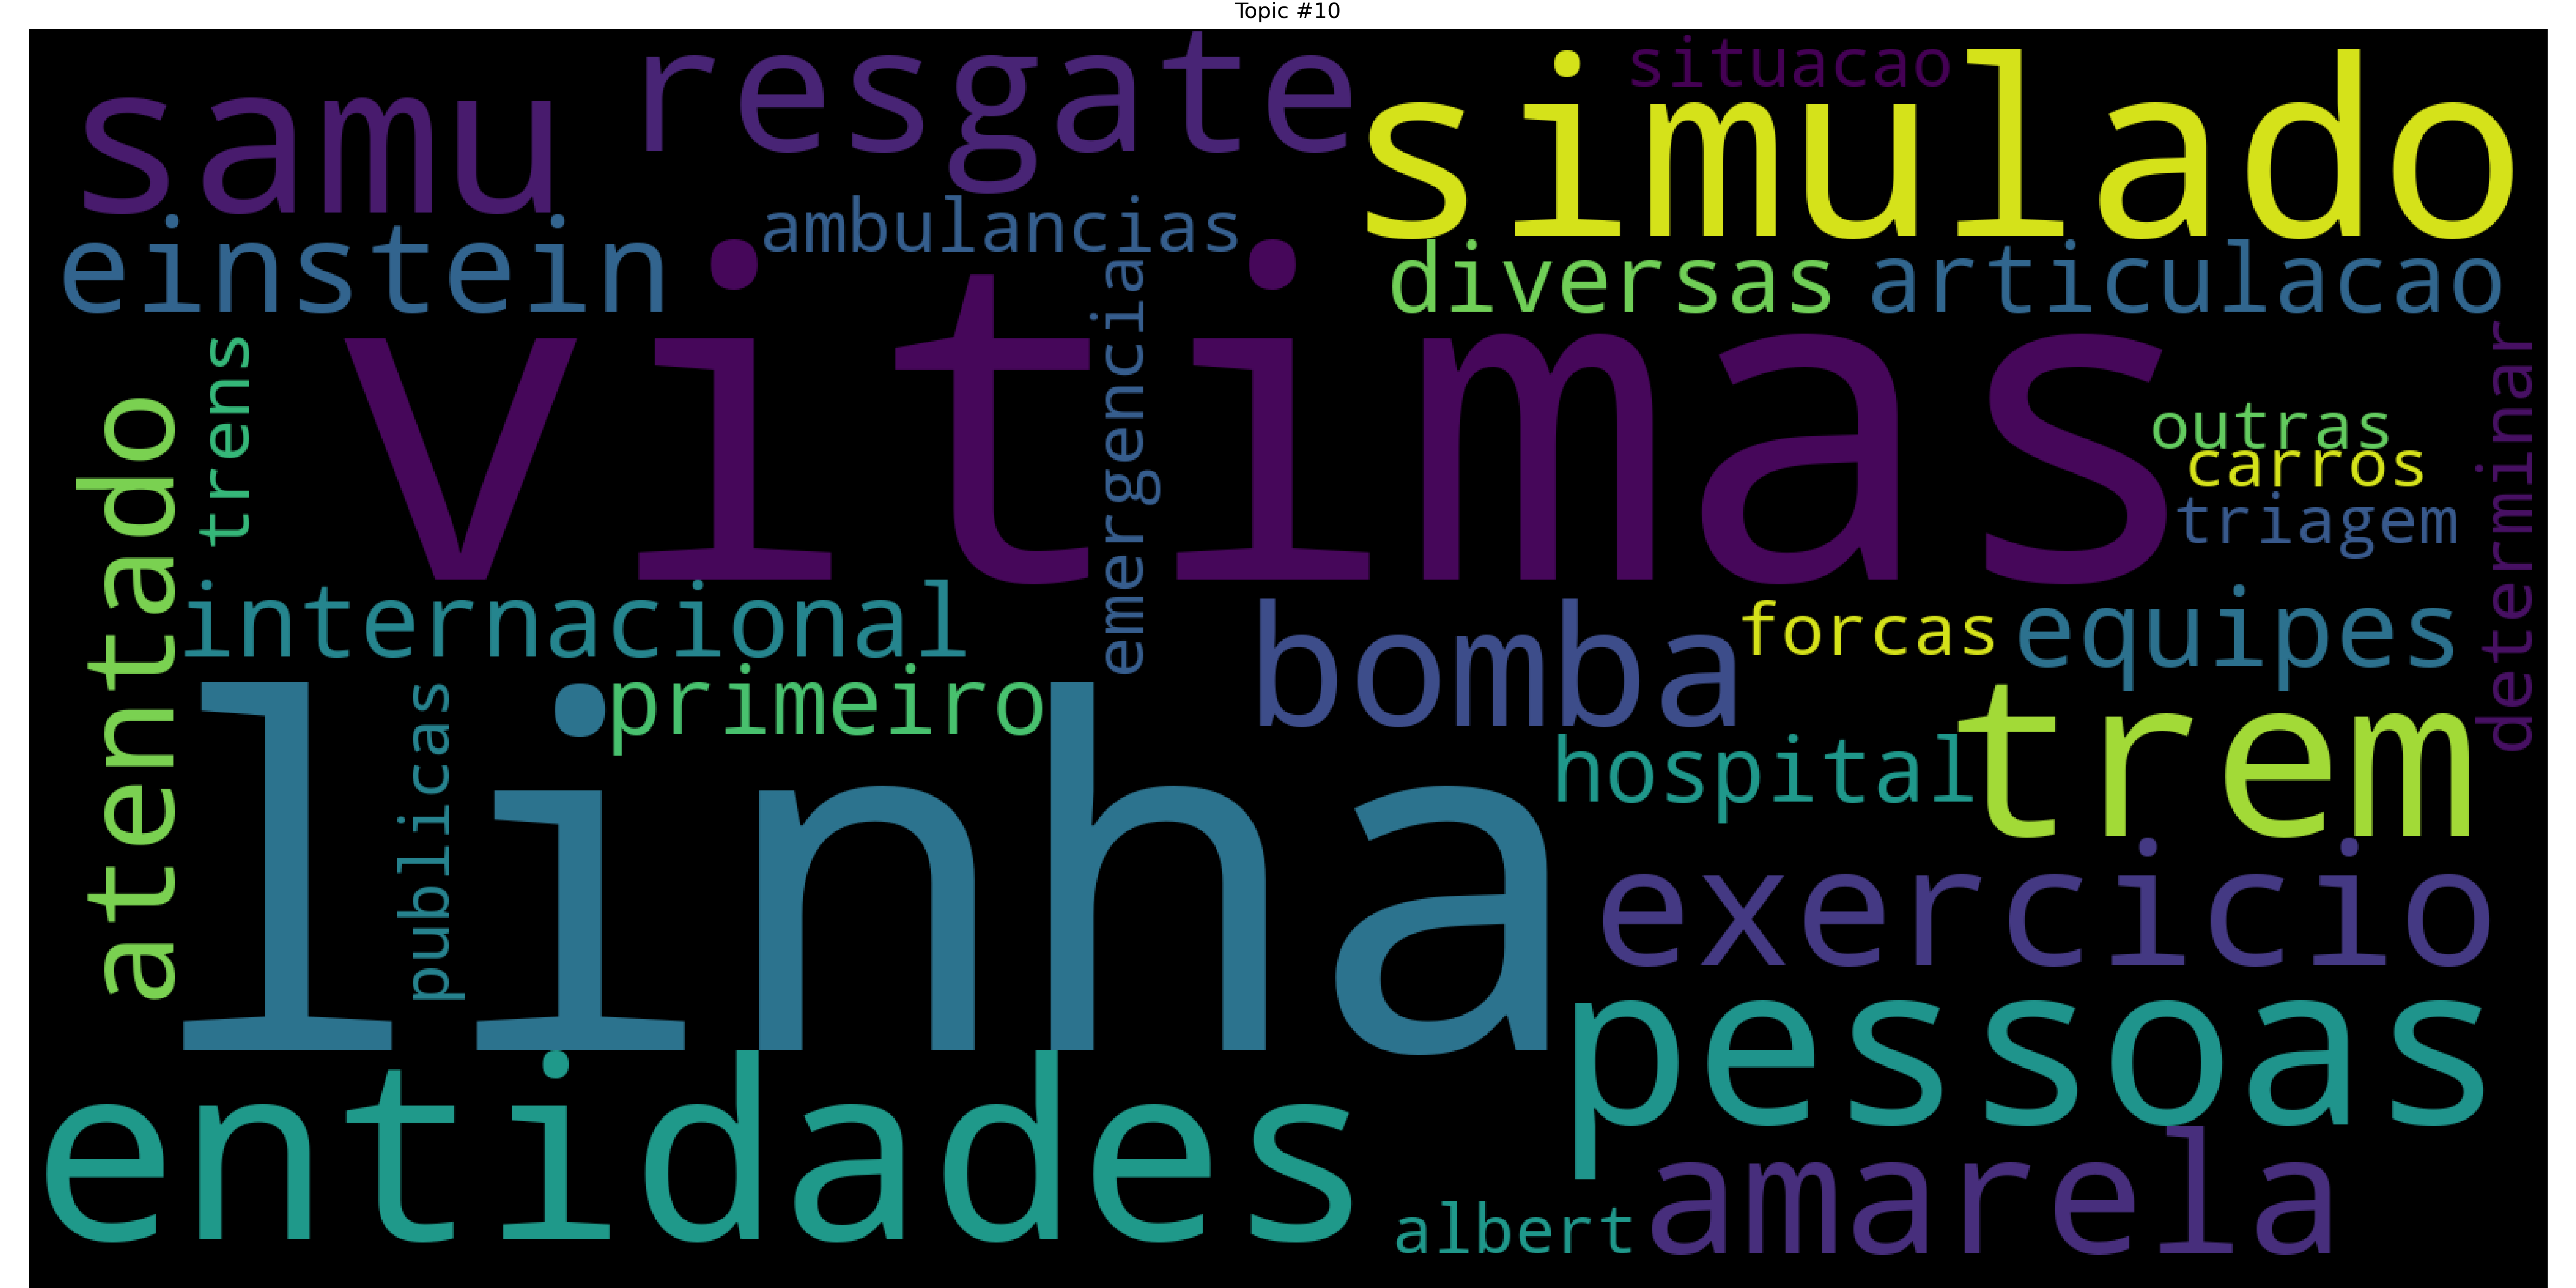 Topic #10
situacao
resgate
simulado
samu
ambulancias
einstein
diversas
articulacao
vitimas
emergencia
trens
atentado
outras
carros
triagem
determinar
internacional
bomba
forcas
equipes
primeiro
publicas
linha
hospital
trem
exercicio
pessoas
entidades
albert
amarela